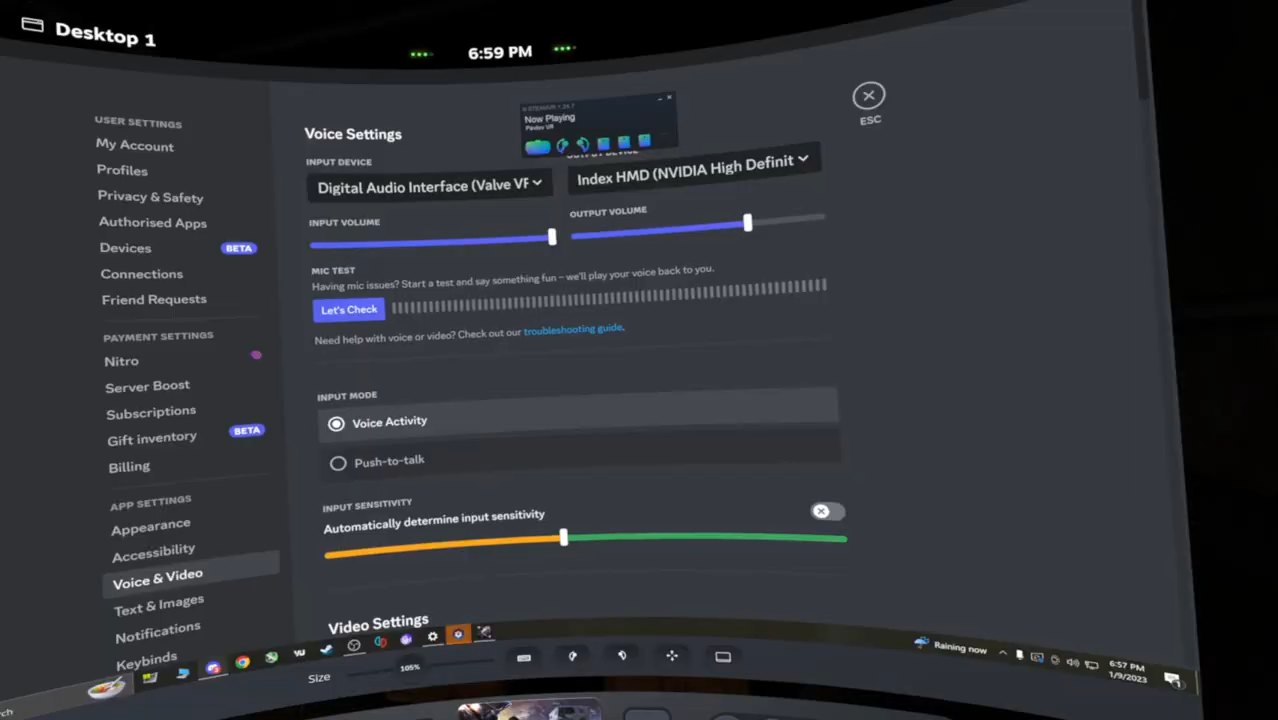 Desktop 1
6:59 PM
USER SETTINGS
My Account
Profiles
Privacy & Safety
Authorised Apps
Devices
BETA
Connections
Friend Requests
PAYMENT SETTINGS
Nitro
Server Boost
Subscriptions
Gift inventory
BETA
Billing
APP SETTINGS
Appearance
Accessibility
Voice & Video
Text & Images
Notifications
Keybinds
Now Playing
Pavlov VR
ESC
Voice Settings
INPUT DEVICE
Digital Audio Interface (Valve VR
Index HMD (NVIDIA High Definit
INPUT VOLUME
OUTPUT VOLUME
MIC TEST
Having mic issues? Start a test and say something fun – we'll play your voice back to you.
Let's Check
Need help with voice or video? Check out our troubleshooting guide.
INPUT MODE
Voice Activity
Push-to-talk
INPUT SENSITIVITY
Automatically determine input sensitivity
Video Settings
Raining now
6:57 PM
1/9/2023
1
Size
105%